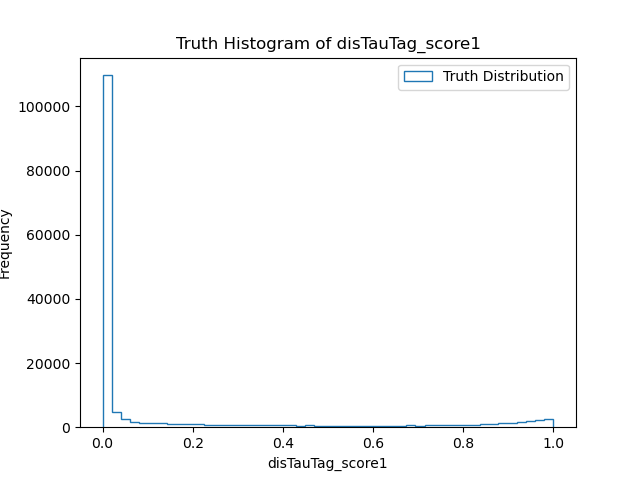 Truth Histogram of disTauTag_score1
Truth Distribution
Frequency
100000
80000
60000
40000
20000
0
0.0 0.2 0.4 0.6 0.8 1.0
disTauTag_score1